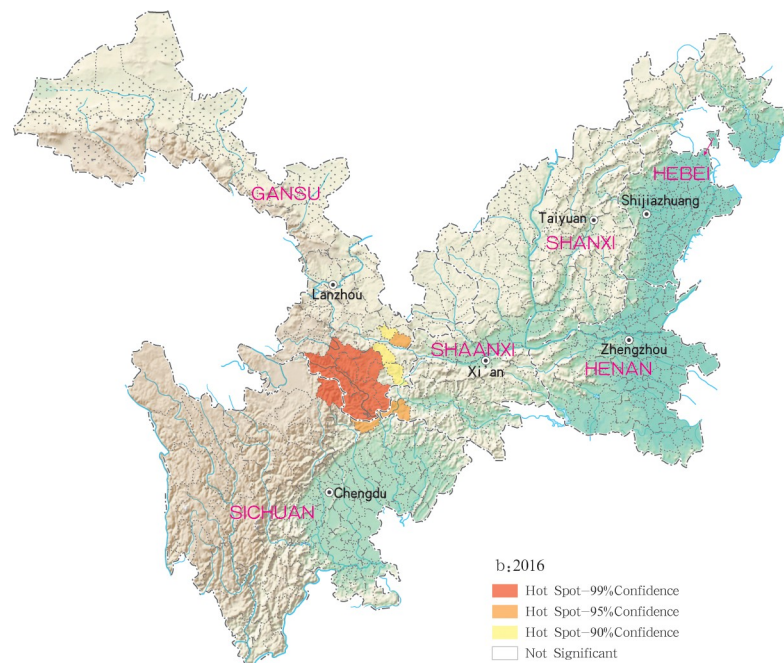 GANSU
HEBEI
Shijiazhuang
Taiyuan
SHANXI
Lanzhou
SHAANXI
Xi an
Zhengzhou
HENAN
Chengdu
SICHUAN
b:2016
Hot Spot-99%Confidence
Hot Spot-95%Confidence
Hot Spot-90%Confidence
Not Significant